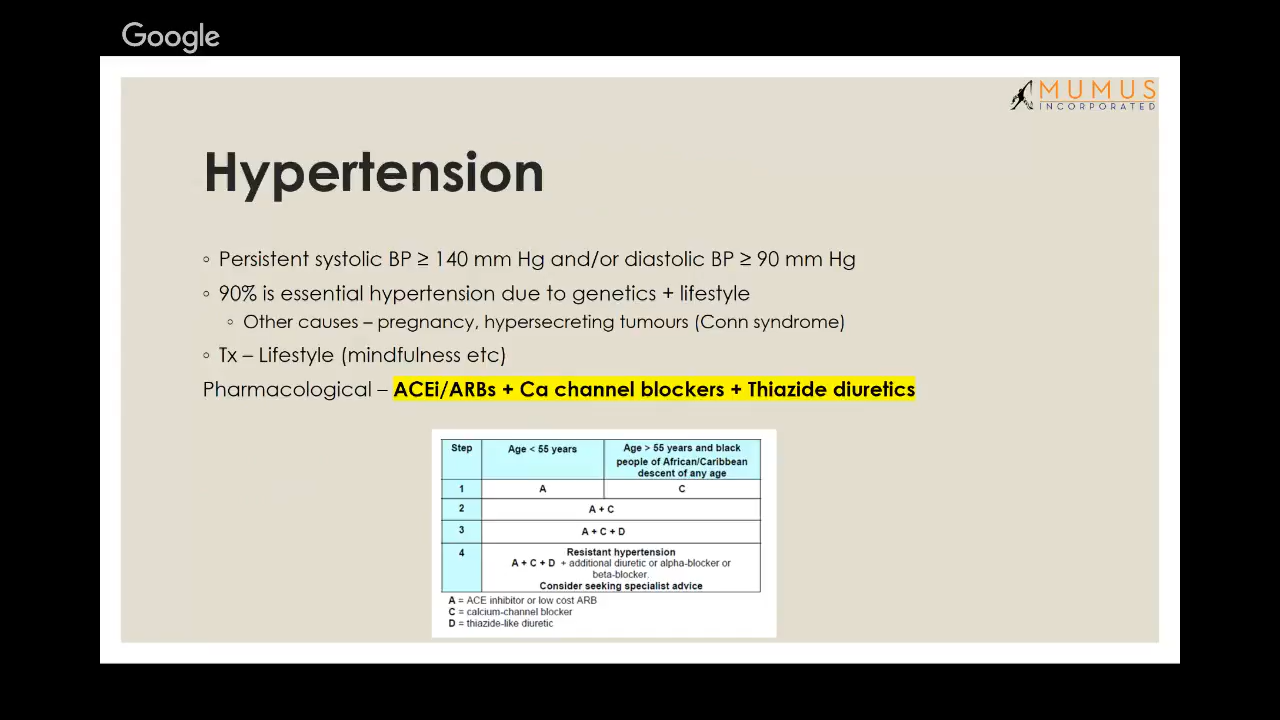 Google
MUMUS
INCORPORATED
Hypertension
◦ Persistent systolic BP ≥ 140 mm Hg and/or diastolic BP ≥ 90 mm Hg
◦ 90% is essential hypertension due to genetics + lifestyle
◦ Other causes – pregnancy, hypersecreting tumours (Conn syndrome)
◦ Tx – Lifestyle (mindfulness etc)
Pharmacological – ACEi/ARBs + Ca channel blockers + Thiazide diuretics
Step Age < 55 years Age > 55 years and black
people of African/Caribbean
descent of any age
1 A C
2 A + C
3 A + C + D
4 Resistant hypertension
A + C + D + additional diuretic or alpha-blocker or
beta-blocker.
Consider seeking specialist advice
A = ACE inhibitor or low cost ARB
C = calcium-channel blocker
D = thiazide-like diuretic